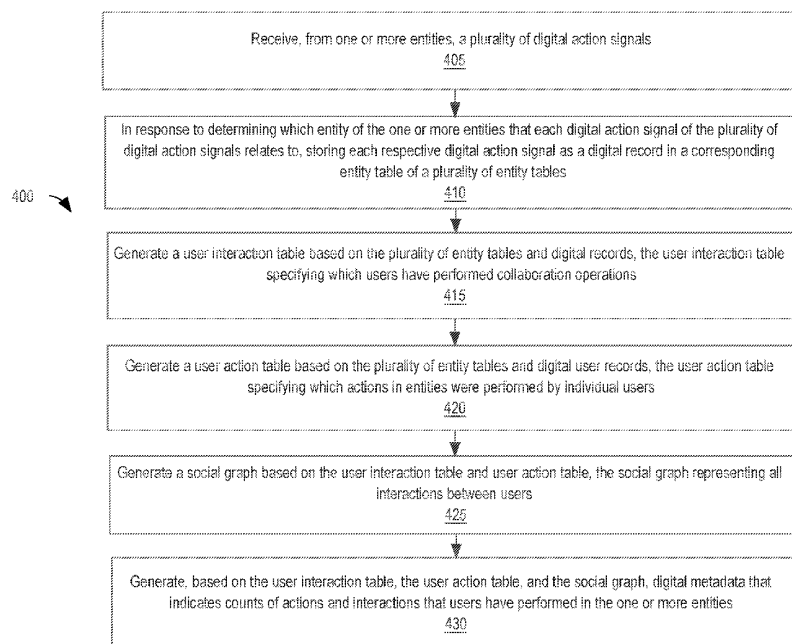 Receive, from one or more entities, a plurality of digital action signals
405
In response to determining which entity of the one or more entities that each digital action signal of the plurality of
digital action signals relates to, storing each respective digital action signal as a digital record in a corresponding
entity table of a plurality of entity tables
410
400
Generate a user interaction table based on the plurality of entity tables and digital records, the user interaction table
specifying which users have performed collaboration operations
415
Generate a user action table based on the plurality of entity tables and digital user records, the user action table
specifying which actions in entities were performed by individual users
420
Generate a social graph based on the user interaction table and user action table, the social graph representing all
interactions between users
425
Generate, based on the user interaction table, the user action table, and the social graph, digital metadata that
indicates counts of actions and interactions that users have performed in the one or more entities
430